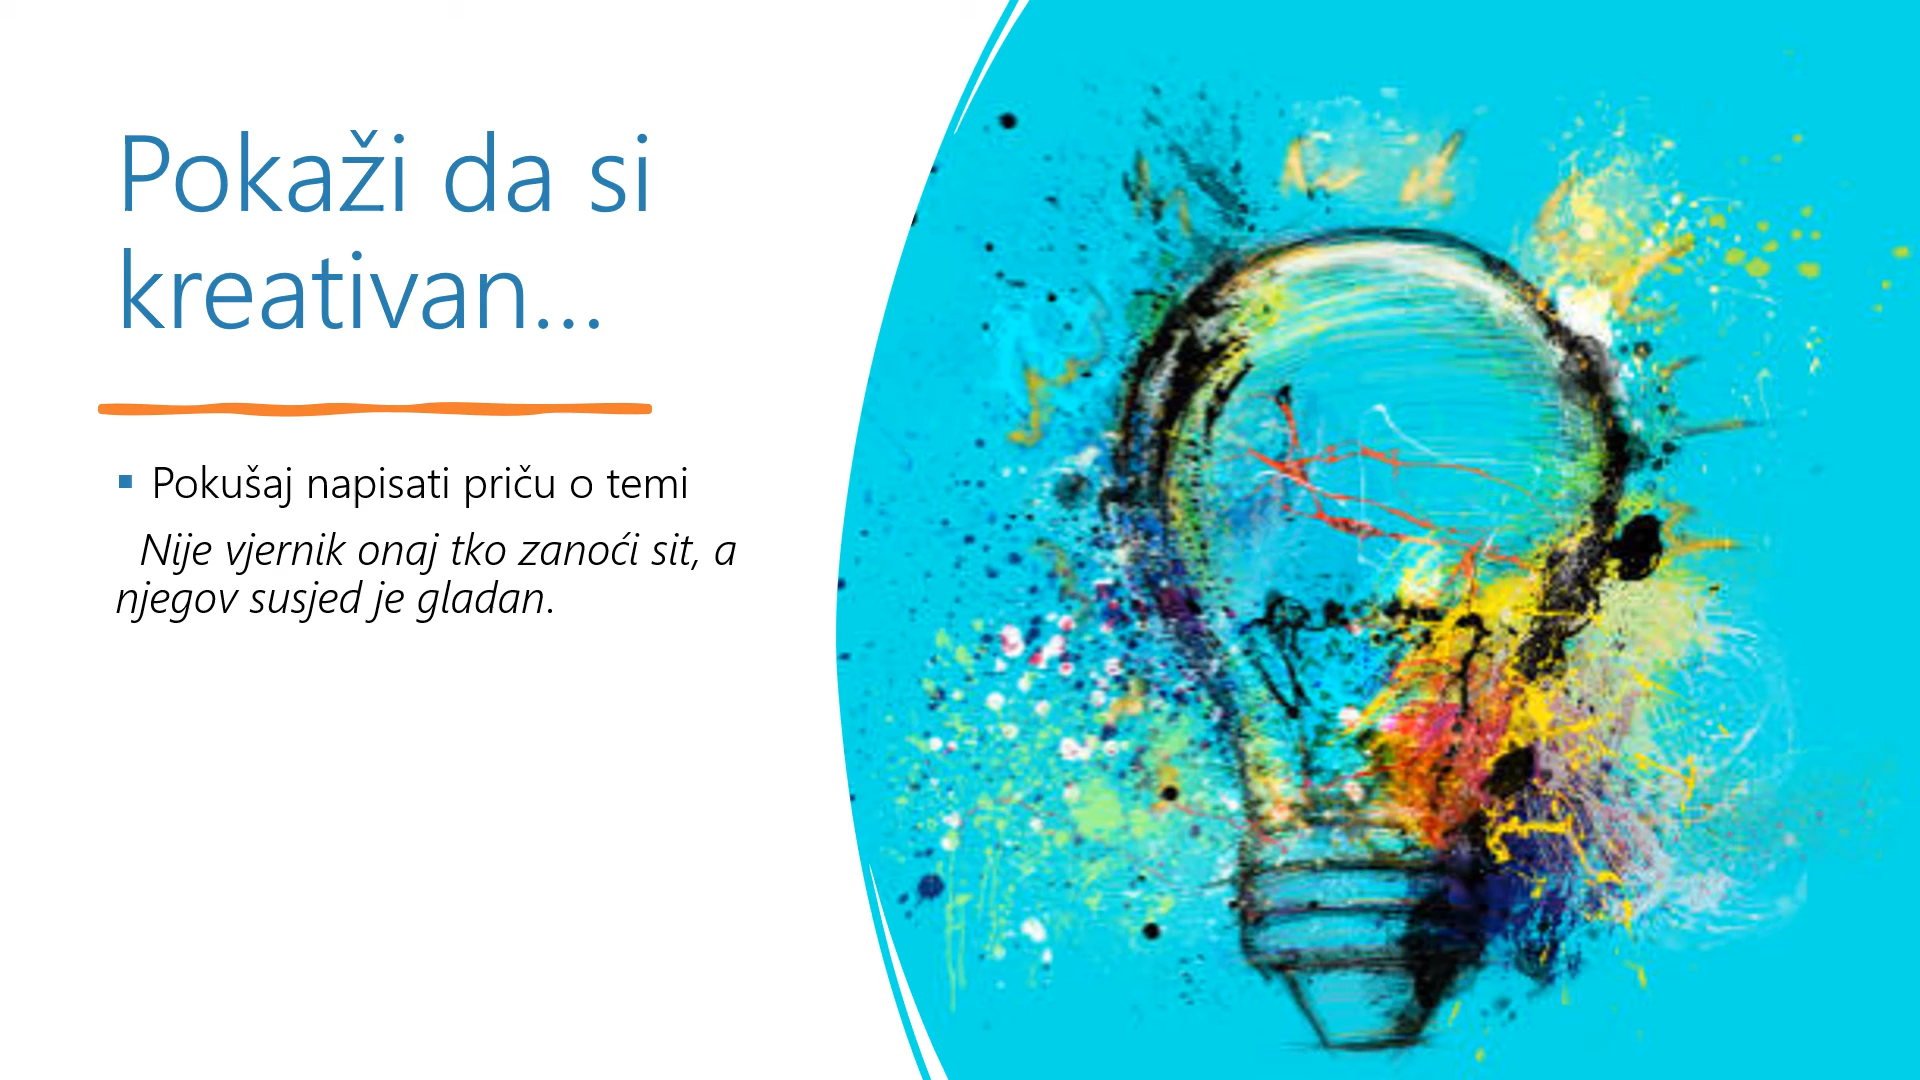 Pokaži da si
kreativan...
Pokušaj napisati priču o temi
Nije vjernik onaj tko zanoći sit, a
njegov susjed je gladan.